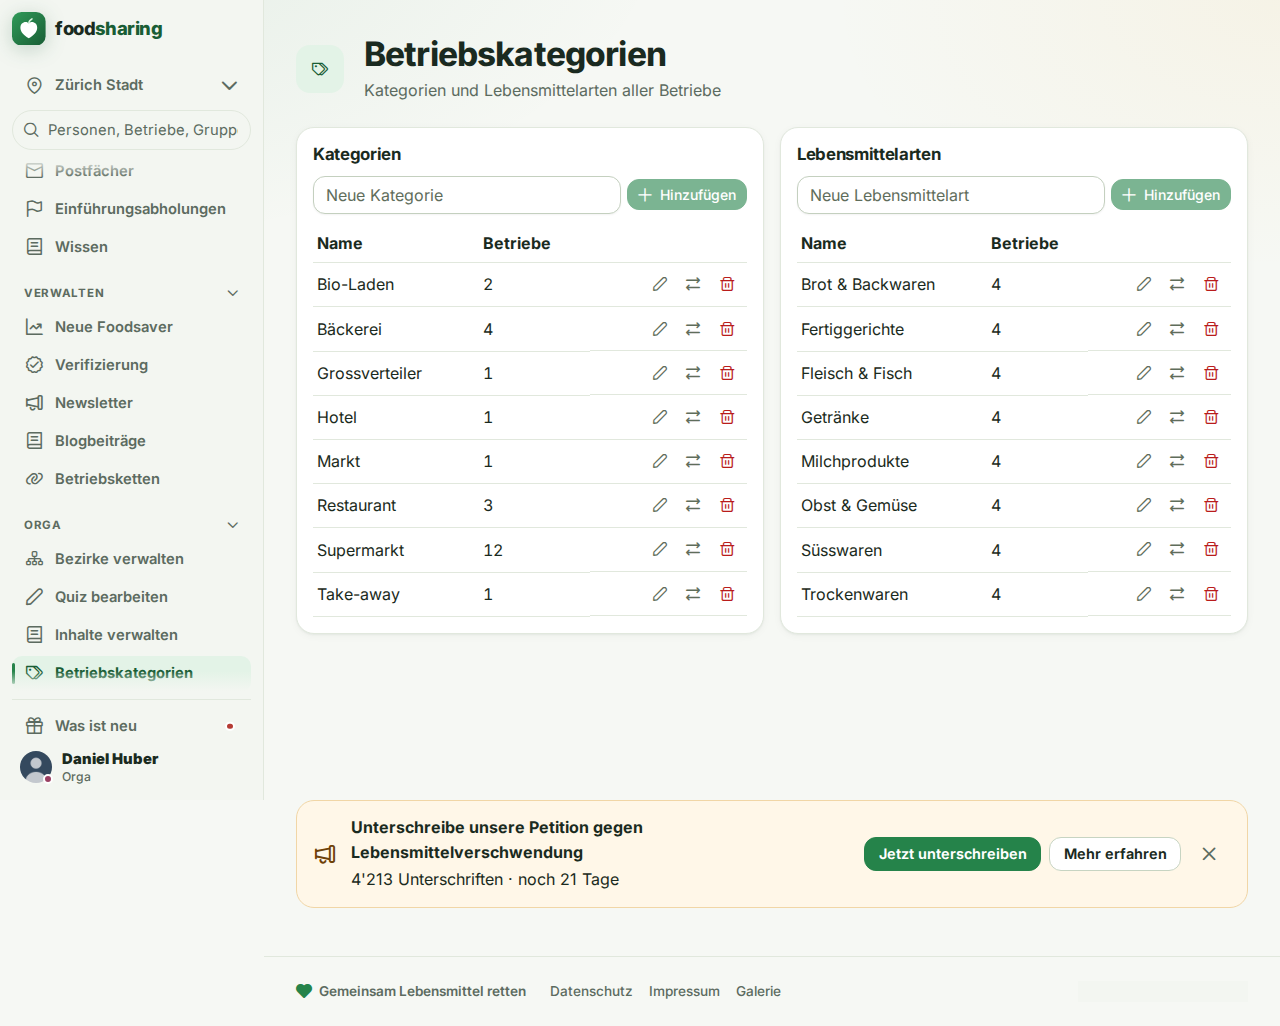 foodsharing
Zürich Stadt
Personen, Betriebe, Grupp
Postfächer
Einführungsabholungen
Wissen
VERWALTEN
Neue Foodsaver
Verifizierung
Newsletter
Blogbeiträge
Betriebsketten
ORGA
Bezirke verwalten
Quiz bearbeiten
Inhalte verwalten
Betriebskategorien
Was ist neu
Daniel Huber
Orga
Betriebskategorien
Kategorien und Lebensmittelarten aller Betriebe
Kategorien
Neue Kategorie Hinzufügen
Name Betriebe
Bio-Laden 2
Bäckerei 4
Grossverteiler 1
Hotel 1
Markt 1
Restaurant 3
Supermarkt 12
Take-away 1
Lebensmittelarten
Neue Lebensmittelart Hinzufügen
Name Betriebe
Brot & Backwaren 4
Fertiggerichte 4
Fleisch & Fisch 4
Getränke 4
Milchprodukte 4
Obst & Gemüse 4
Süsswaren 4
Trockenwaren 4
Unterschreibe unsere Petition gegen
Lebensmittelverschwendung
4'213 Unterschriften · noch 21 Tage
Jetzt unterschreiben Mehr erfahren
Gemeinsam Lebensmittel retten Datenschutz Impressum Galerie